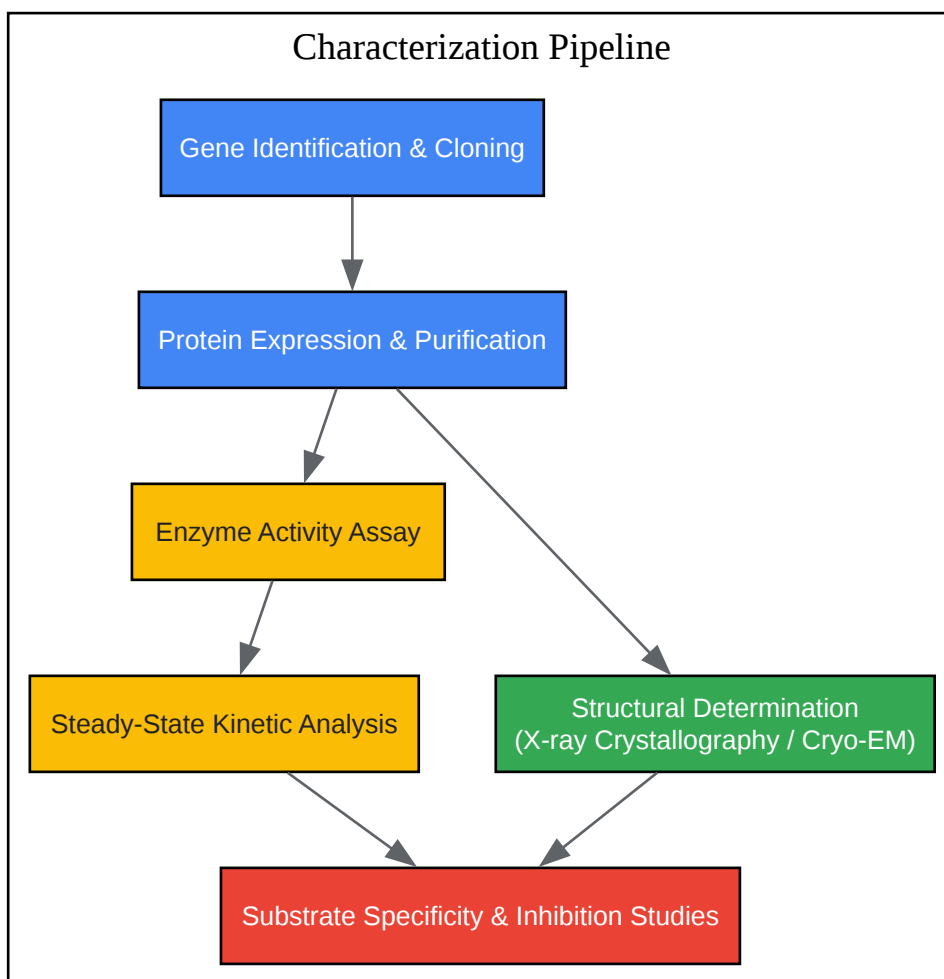 Characterization Pipeline
Gene Identification & Cloning
Protein Expression & Purification
Enzyme Activity Assay
Steady-State Kinetic Analysis
Structural Determination
(X-ray Crystallography / Cryo-EM)
Substrate Specificity & Inhibition Studies